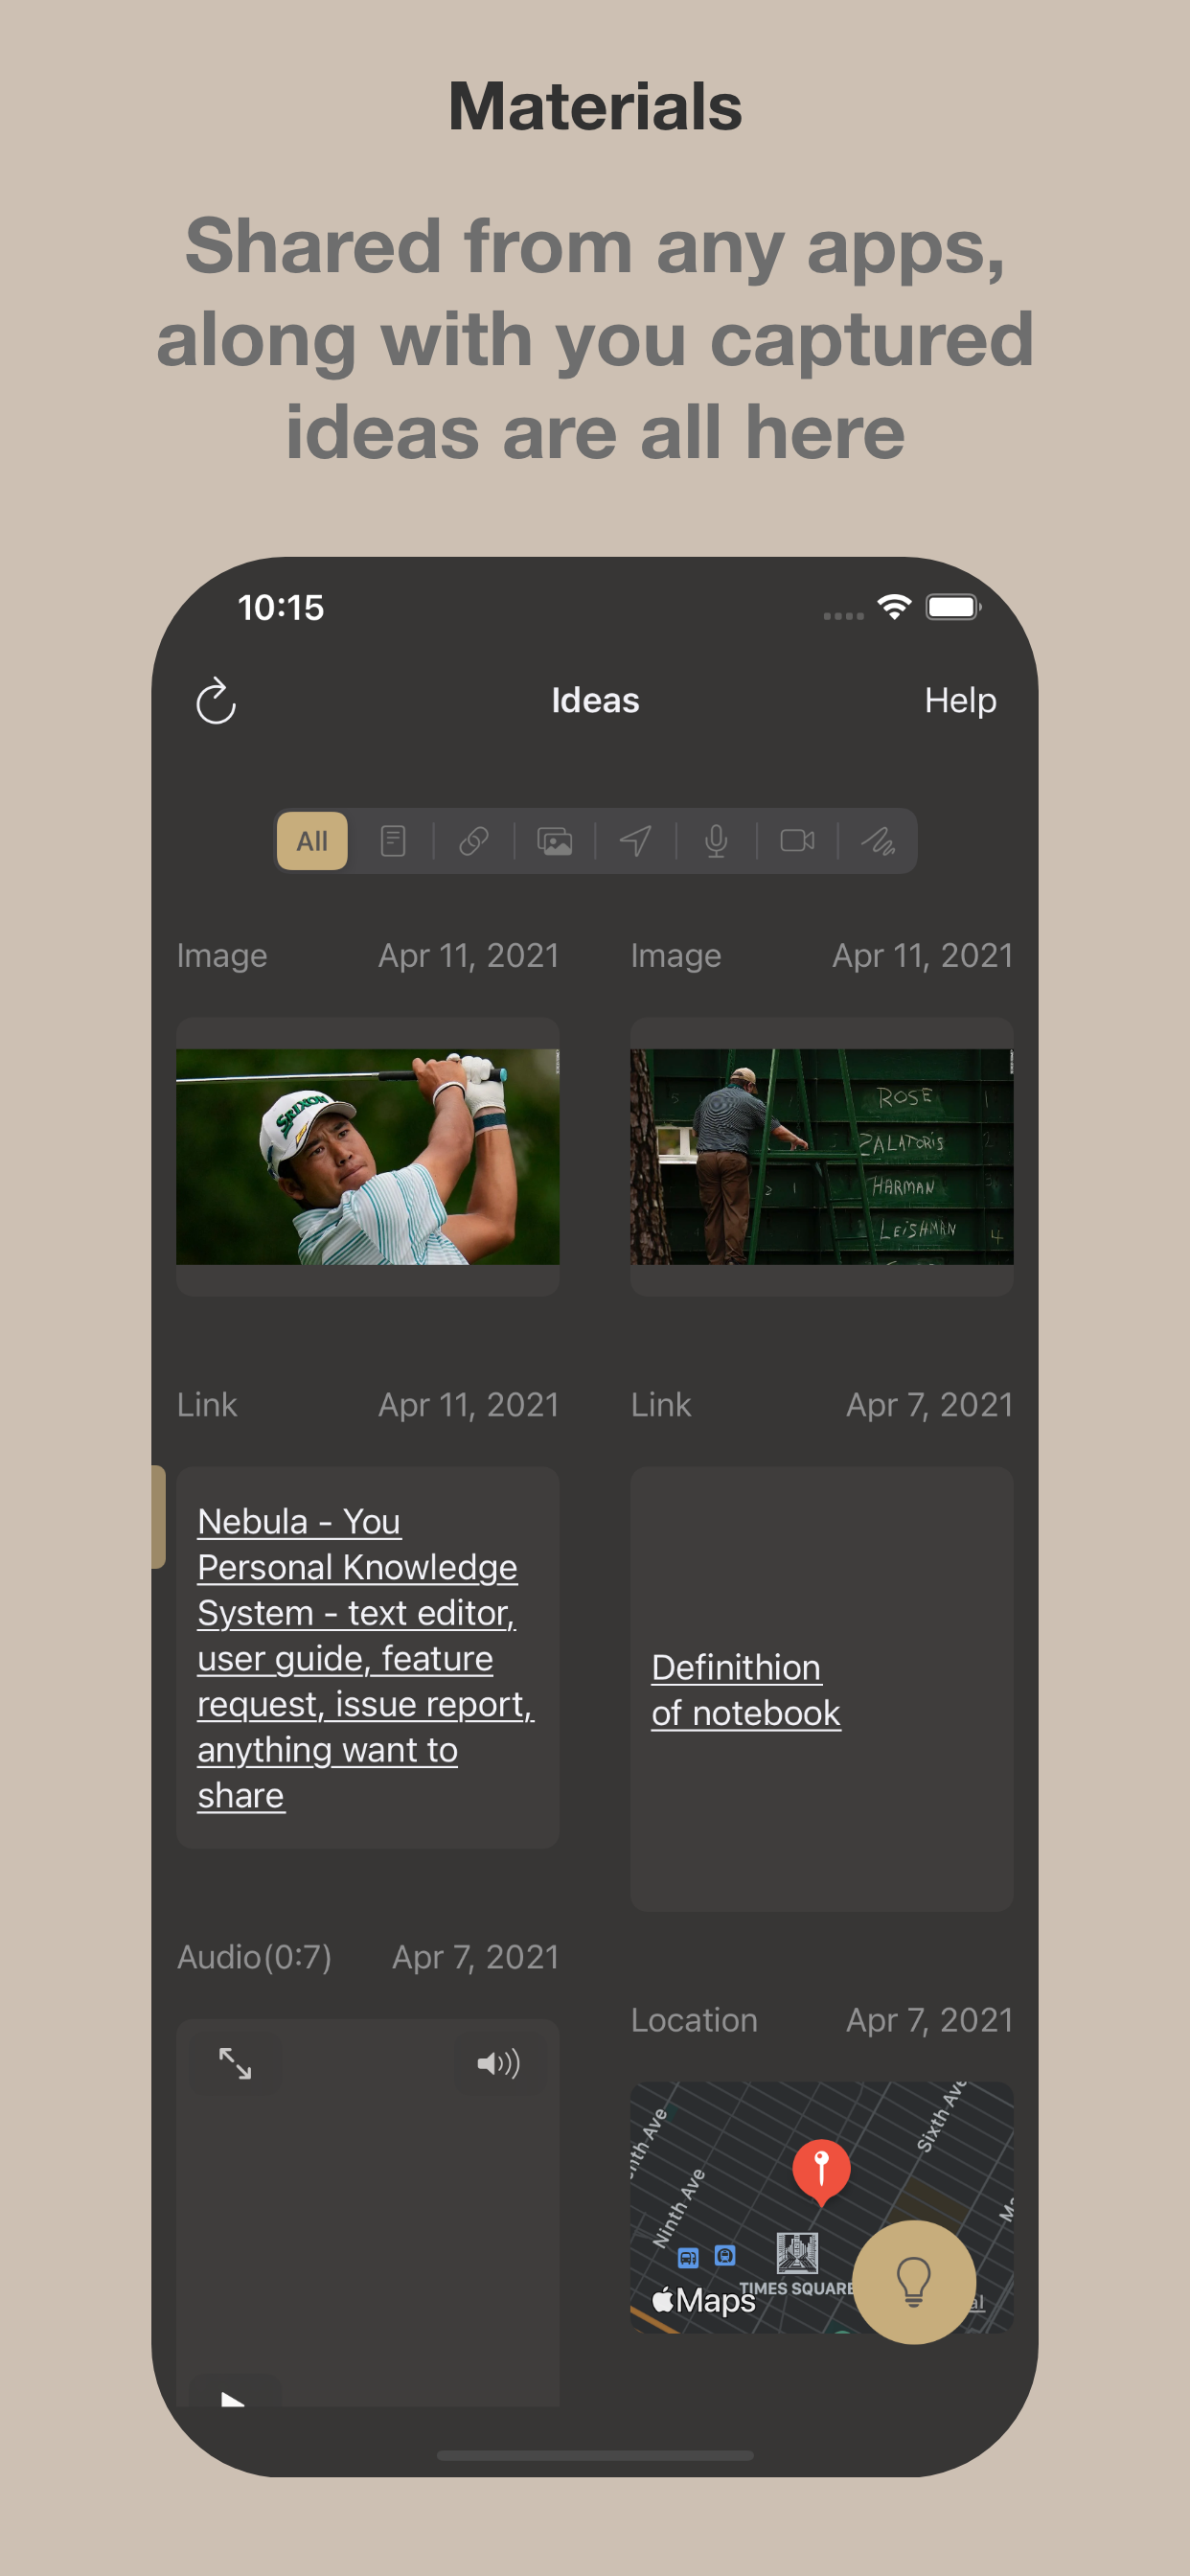 Materials
Shared from any apps,
along with you captured
ideas are all here
10:15
Ideas
Help
All
Image Apr 11, 2021
Image Apr 11, 2021
SRIXON
ROSE
ZALATORIS
HARMAN
LEISHMAN 4
Link Apr 11, 2021
Link Apr 7, 2021
Nebula - You
Personal Knowledge
System - text editor,
user guide, feature
request, issue report,
anything want to
share
Definithion
of notebook
Audio(0:7) Apr 7, 2021
Location Apr 7, 2021
Sixth Ave
Ninth Ave
TIMES SQUARE
Maps